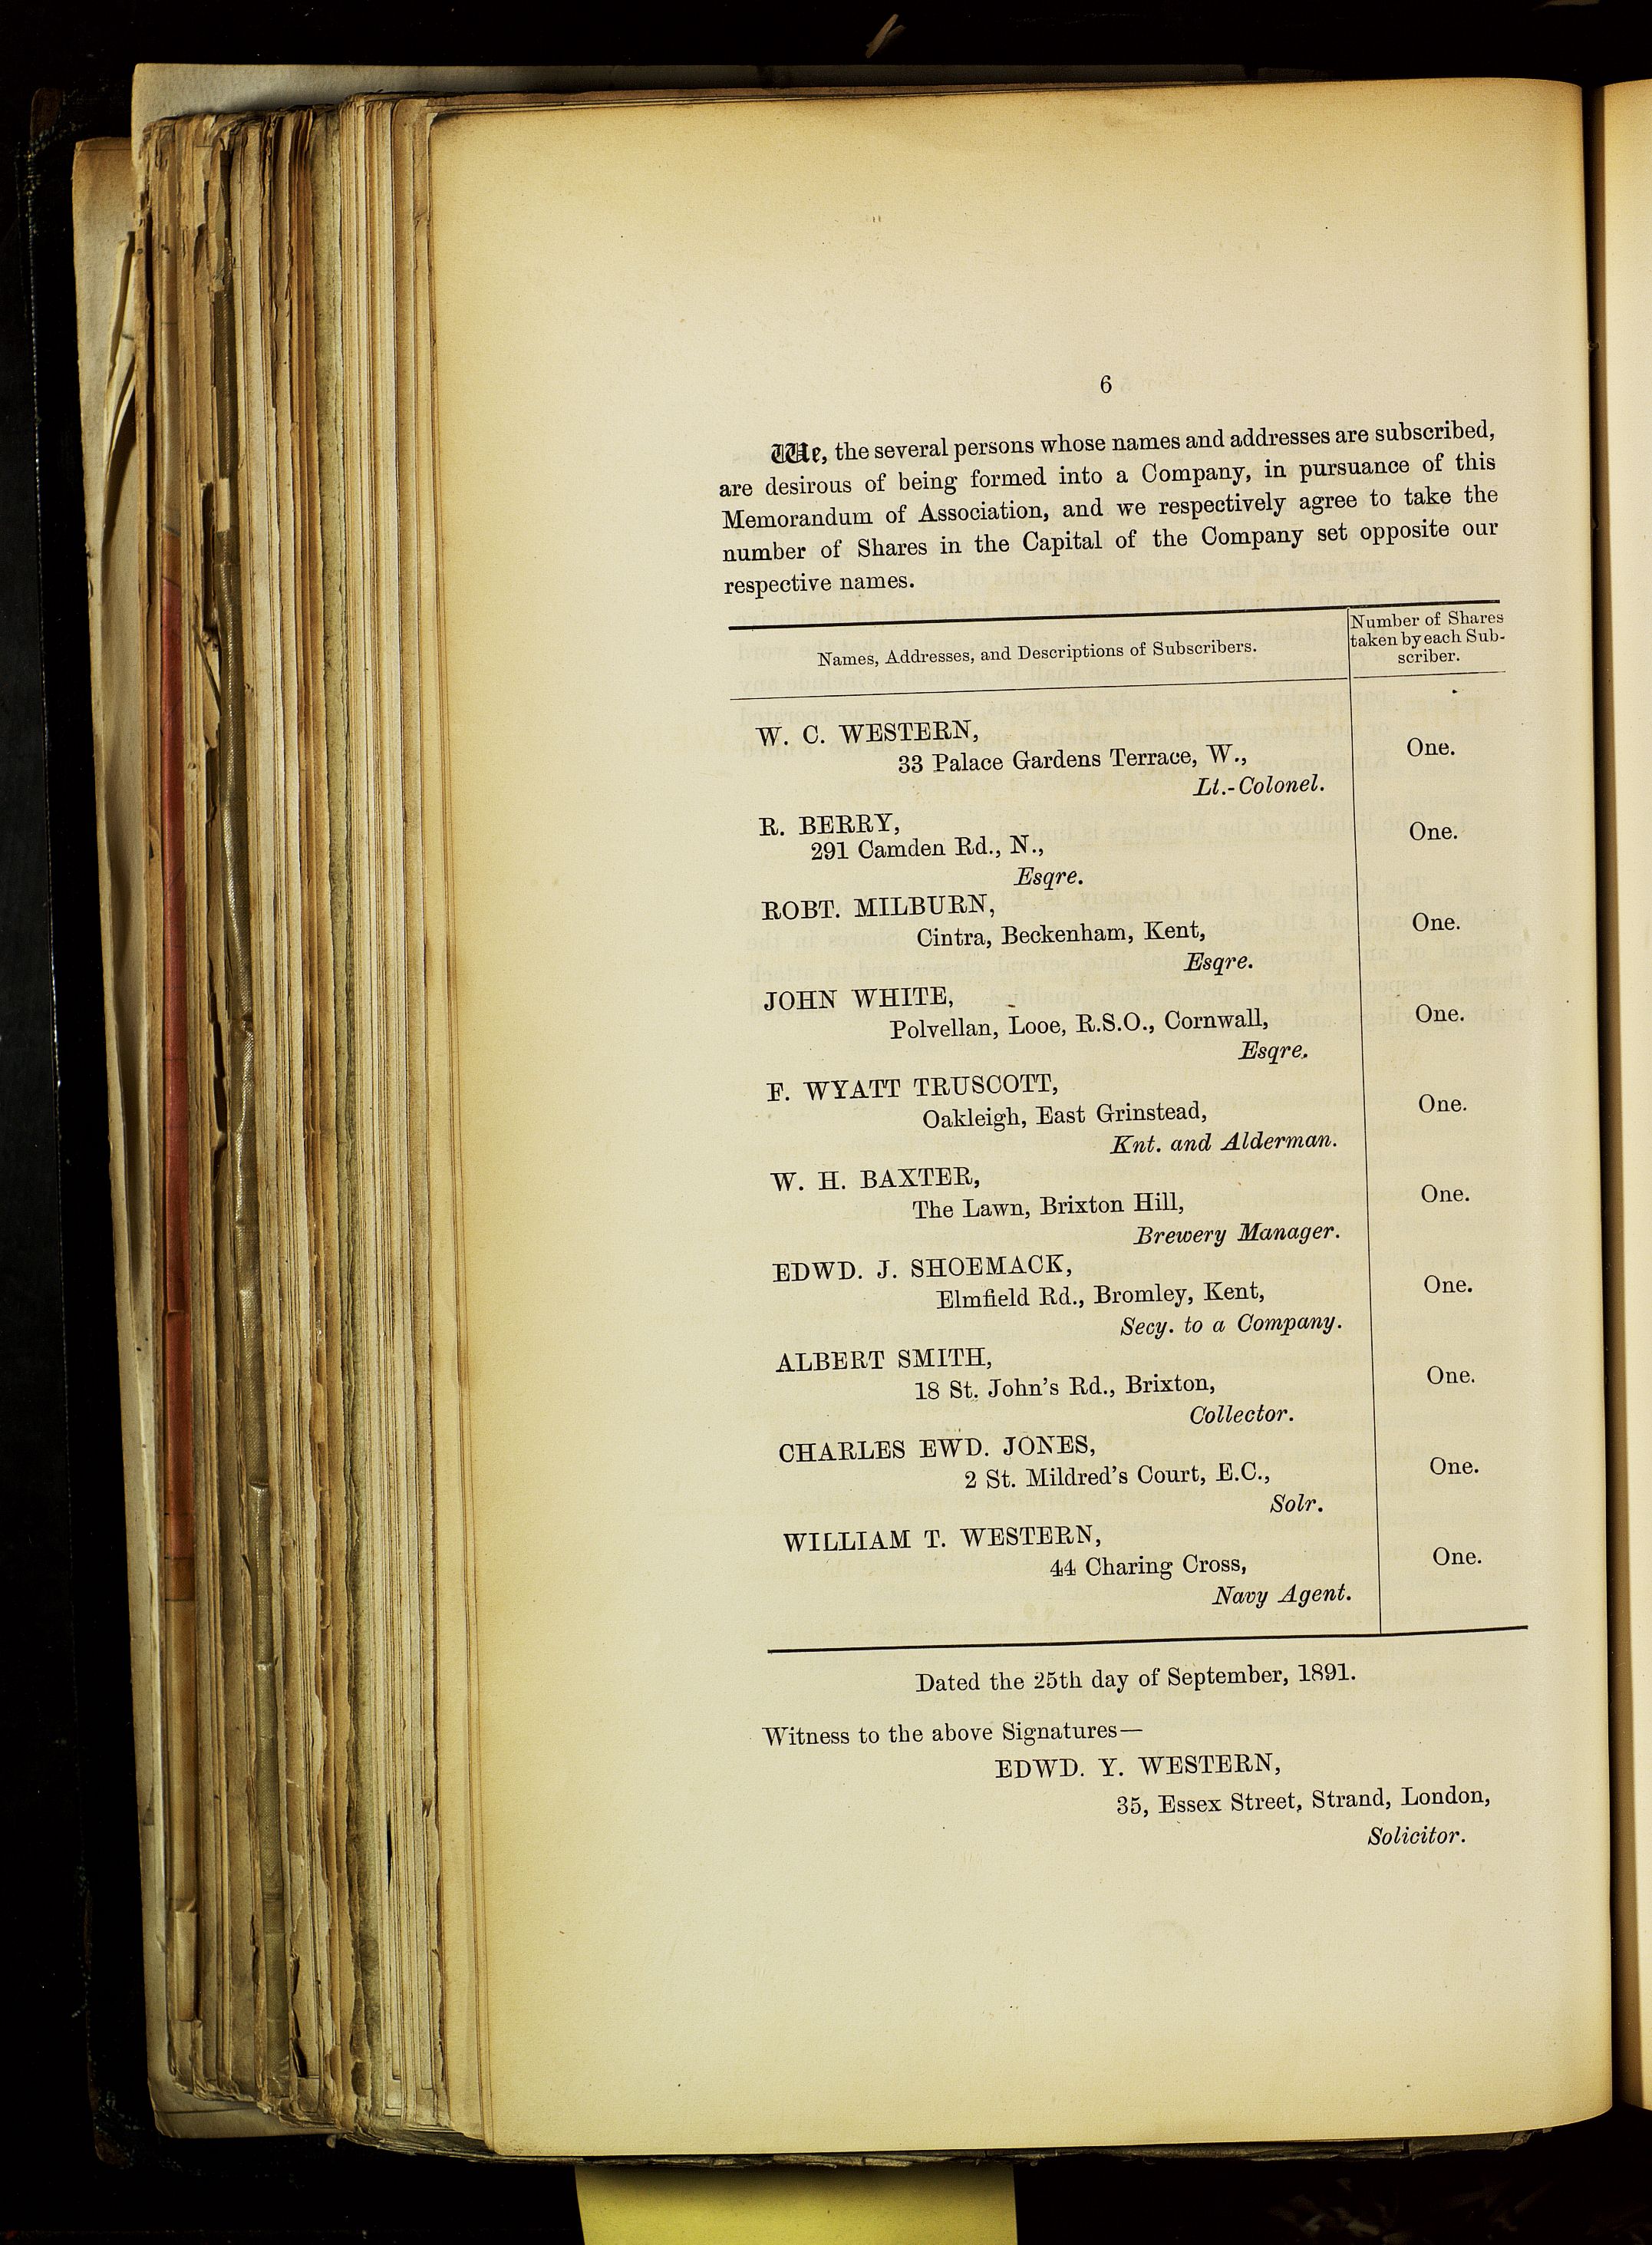 6
We, the several persons whose names and addresses are subscribed,
are desirous of being formed into a Company, in pursuance of this
Memorandum of Association, and we respectively agree to take the
number of Shares in the Capital of the Company set opposite our
respective names.
Names, Addresses, and Descriptions of Subscribers.
Number of Shares
taken by each Sub-
scriber.
W. C. WESTERN,
33 Palace Gardens Terrace, W.,
Lt.-Colonel.
One.
R. BERRY,
291 Camden Rd., N.,
Esqre.
One.
ROBT. MILBURN,
Cintra, Beckenham, Kent,
Esqre.
One.
JOHN WHITE,
Polvellan, Looe, R.S.O., Cornwall,
Esqre.
One.
F. WYATT TRUSCOTT,
Oakleigh, East Grinstead,
Knt. and Alderman.
One.
W. H. BAXTER,
The Lawn, Brixton Hill,
Brewery Manager.
One.
EDWD. J. SHOEMACK,
Elmfield Rd., Bromley, Kent,
Secy. to a Company.
One.
ALBERT SMITH,
18 St. John's Rd., Brixton,
Collector.
One.
CHARLES EWD. JONES,
2 St. Mildred's Court, E.C.,
Solr.
One.
WILLIAM T. WESTERN,
44 Charing Cross,
Navy Agent.
One.
Dated the 25th day of September, 1891.
Witness to the above Signatures—
EDWD. Y. WESTERN,
35, Essex Street, Strand, London,
Solicitor.